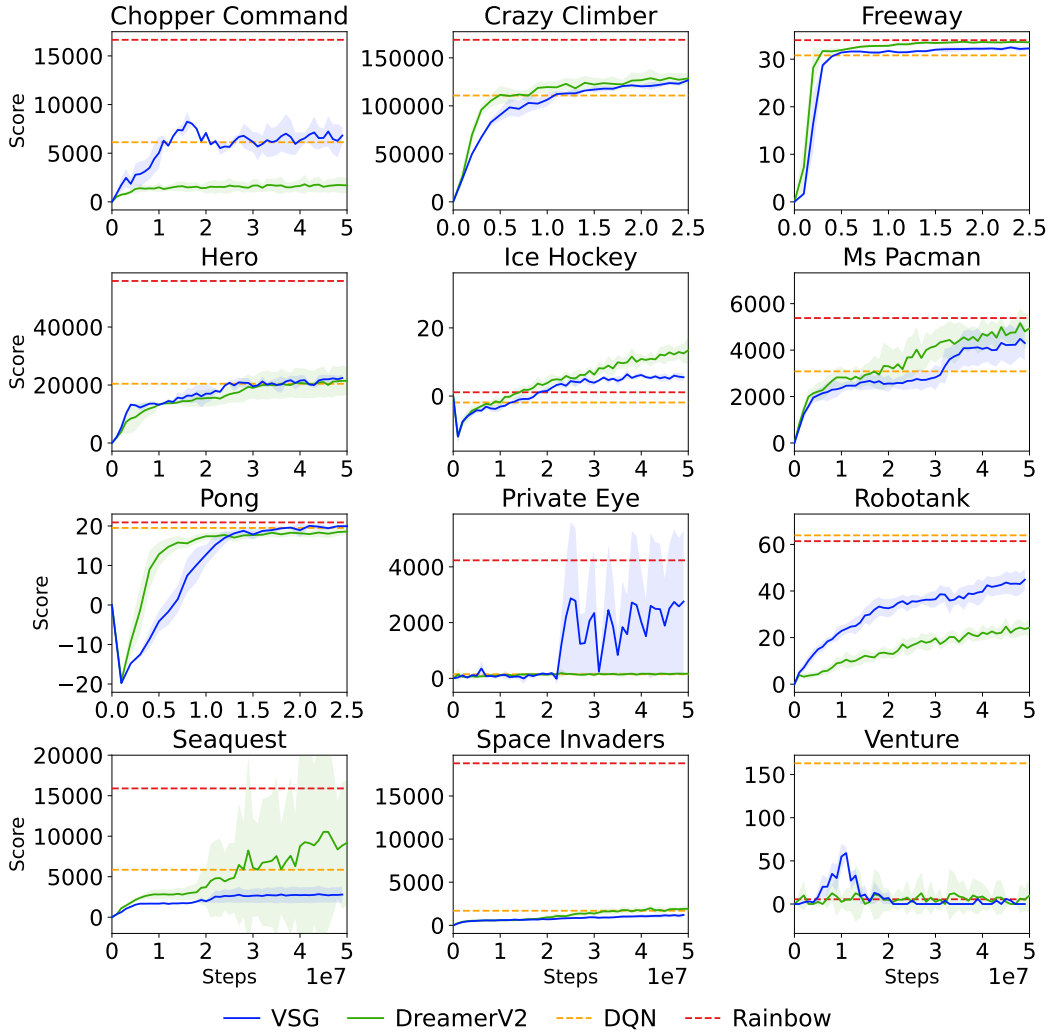 Chopper Command
Crazy Climber
Freeway
Score
15000
10000
5000
0
0 1 2 3 4 5
150000
100000
50000
0
0.0 0.5 1.0 1.5 2.0 2.5
30
20
10
0
0.0 0.5 1.0 1.5 2.0 2.5
Hero
Ice Hockey
Ms Pacman
Score
40000
20000
0
0 1 2 3 4 5
20
0
0 1 2 3 4 5
6000
4000
2000
0
0 1 2 3 4 5
Pong
Private Eye
Robotank
Score
20
10
0
−10
−20
0.0 0.5 1.0 1.5 2.0 2.5
4000
2000
0
0 1 2 3 4 5
60
40
20
0
0 1 2 3 4 5
Seaquest
Space Invaders
Venture
Score
20000
15000
10000
5000
0
0 1 2 3 4 5
Steps 1e7
15000
10000
5000
0
0 1 2 3 4 5
Steps 1e7
150
100
50
0
0 1 2 3 4 5
Steps 1e7
VSG DreamerV2 DQN Rainbow